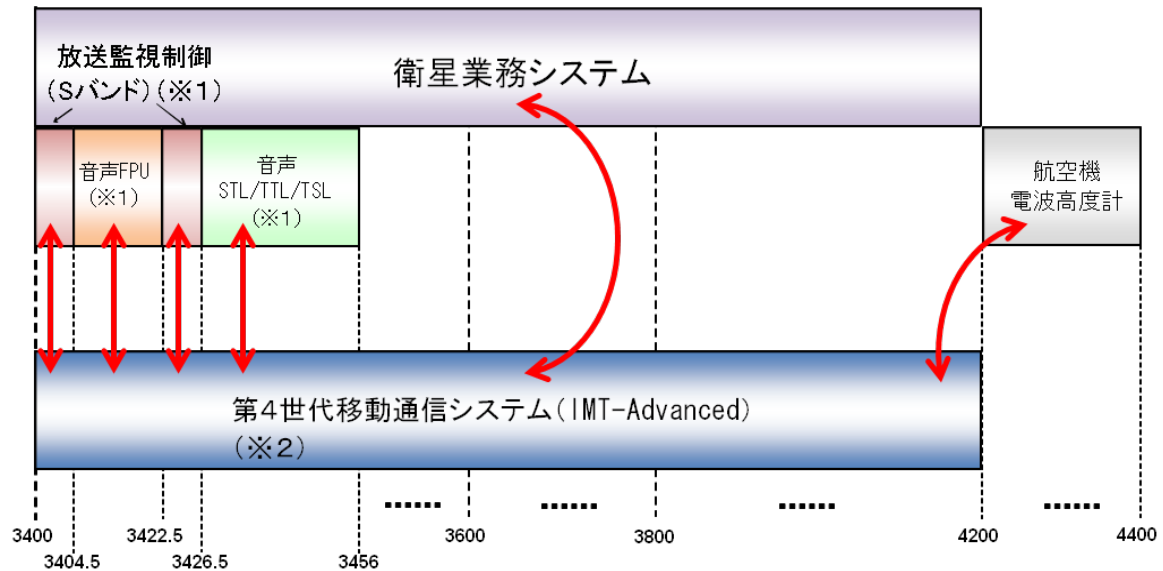 衛星業務システム
放送監視制御
(Sバンド)(※1)
音声FPU
(※1)
音声
STL/TTL/TSL
(※1)
航空機
電波高度計
第4世代移動通信システム(IMT-Advanced)
(※2)
3400
3404.5
3422.5
3426.5
3456
3600
3800
4200
4400